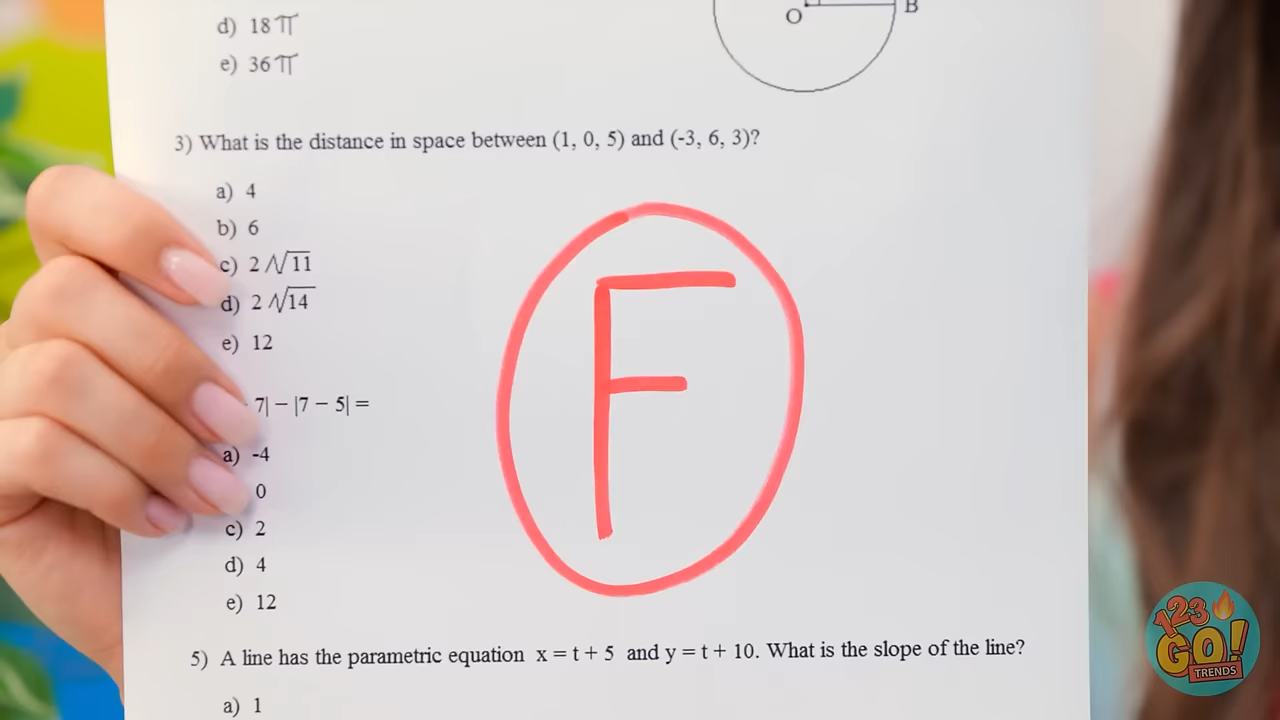 d) 18π
e) 36π
O
B
3) What is the distance in space between (1, 0, 5) and (-3, 6, 3)?
a) 4
b) 6
c) 2√11
d) 2√14
e) 12
F
7| − |7 − 5| =
a) -4
0
c) 2
d) 4
e) 12
5) A line has the parametric equation x = t + 5 and y = t + 10. What is the slope of the line?
a) 1
123
GO!
TRENDS